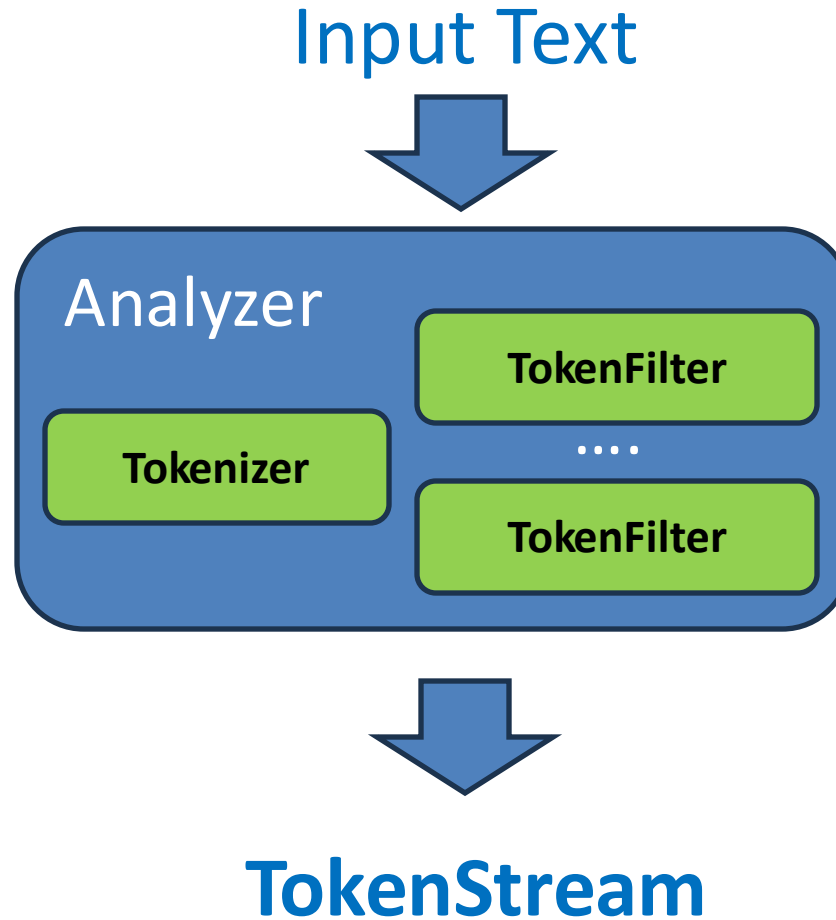 Input Text
Analyzer
TokenFilter
Tokenizer
....
TokenFilter
TokenStream